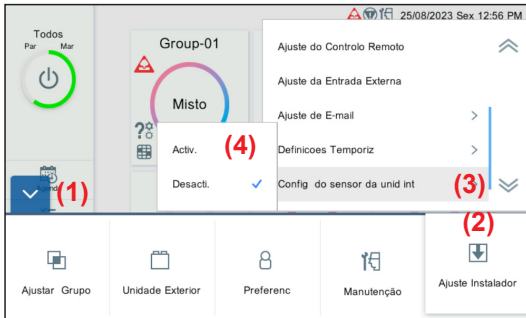 25/08/2023 Sex 12:56 PM
Todos
Par Mar
Group-01
Misto
Ajuste do Controlo Remoto
Ajuste da Entrada Externa
Ajuste de E-mail
Definicoes Temporiz
Config do sensor da unid int
(3)
Activ.
(4)
Desacti.
(1)
(2)
Ajustar Grupo
Unidade Exterior
Preferenc
Manutenção
Ajuste Instalador